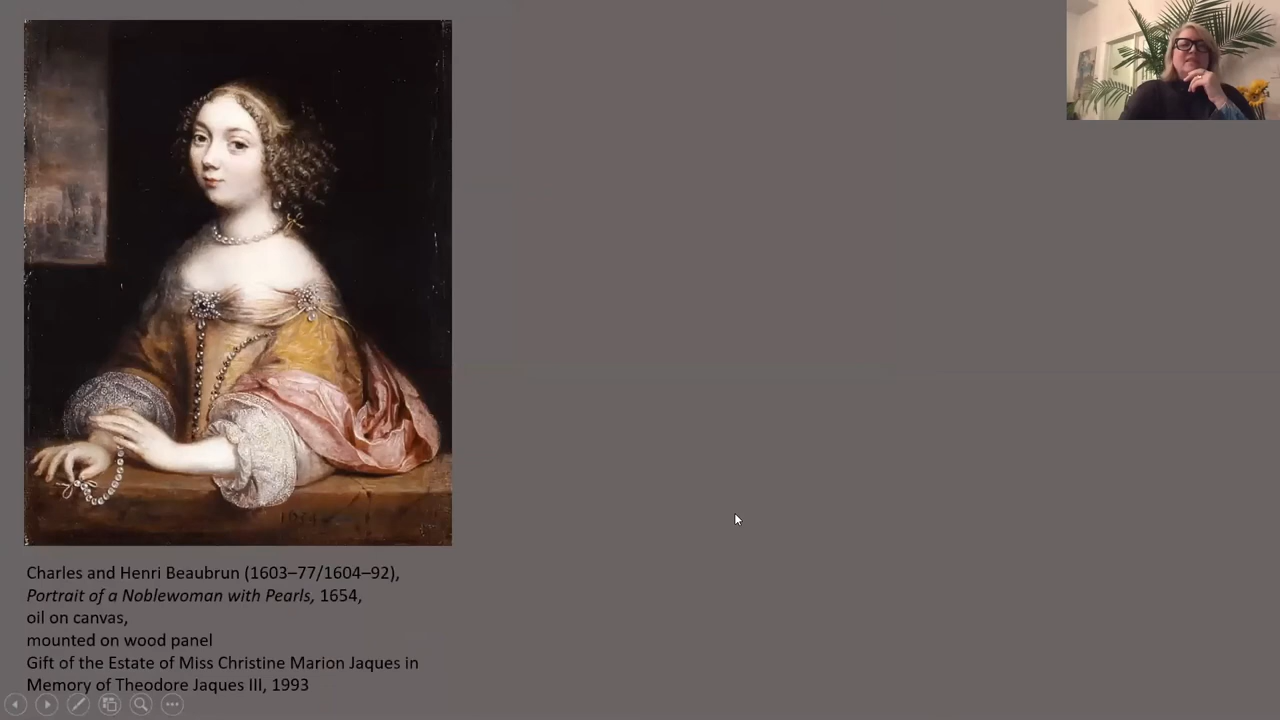 Charles and Henri Beaubrun (1603–77/1604–92),
Portrait of a Noblewoman with Pearls, 1654,
oil on canvas,
mounted on wood panel
Gift of the Estate of Miss Christine Marion Jaques in
Memory of Theodore Jaques III, 1993